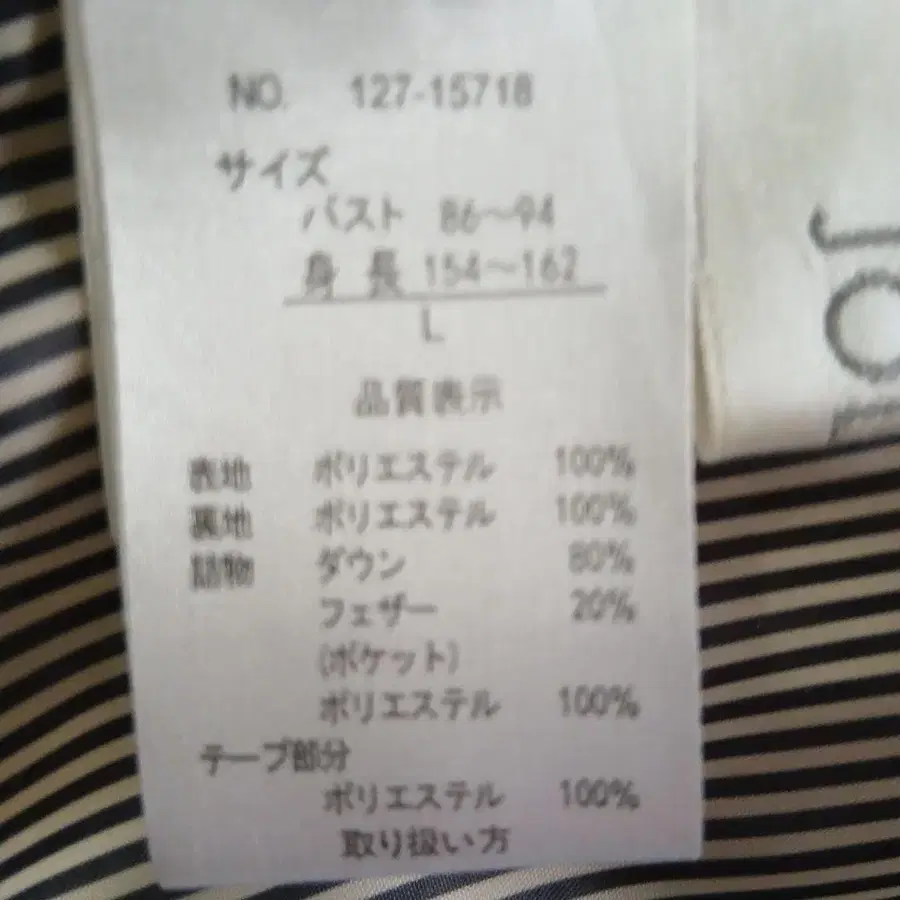 NO. 127-15718
サイズ
バスト 86～94
身長 154～162
L
品質表示
表地 ポリエステル 100%
裏地 ポリエステル 100%
詰物 ダウン 80%
フェザー 20%
(ポケット)
ポリエステル 100%
テープ部分
ポリエステル 100%
取り扱い方
JO